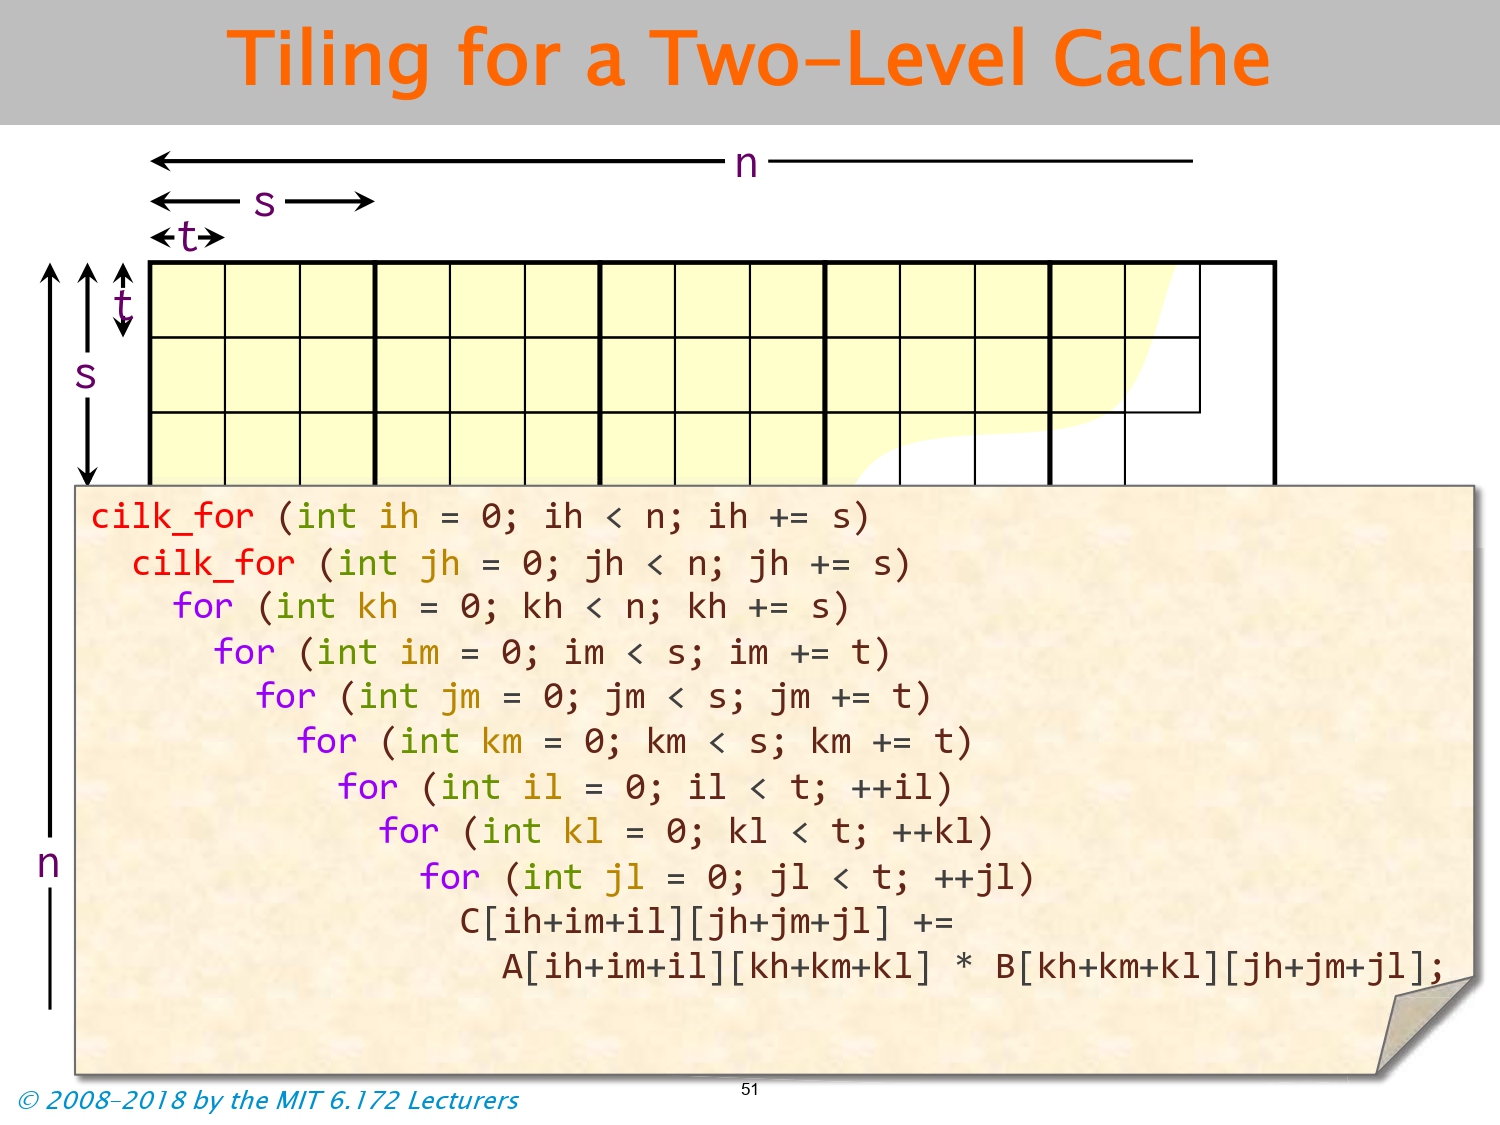 Tiling for a Two-Level Cache
n
s
t
t
s
n
cilk_for (int ih = 0; ih < n; ih += s)
cilk_for (int jh = 0; jh < n; jh += s)
for (int kh = 0; kh < n; kh += s)
for (int im = 0; im < s; im += t)
for (int jm = 0; jm < s; jm += t)
for (int km = 0; km < s; km += t)
for (int il = 0; il < t; ++il)
for (int kl = 0; kl < t; ++kl)
for (int jl = 0; jl < t; ++jl)
C[ih+im+il][jh+jm+jl] +=
A[ih+im+il][kh+km+kl] * B[kh+km+kl][jh+jm+jl];
© 2008–2018 by the MIT 6.172 Lecturers
51